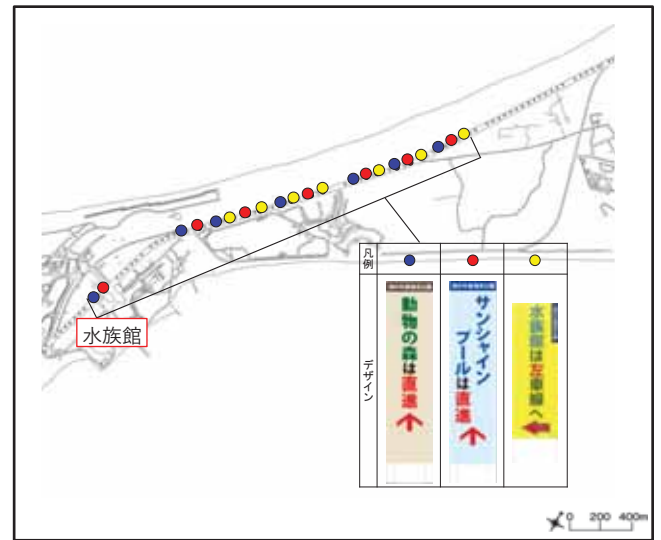 水族館
凡例
デザイン
動物の森は直進
サンシャイン
プールは直進
水族館は左車線へ
0 200 400m